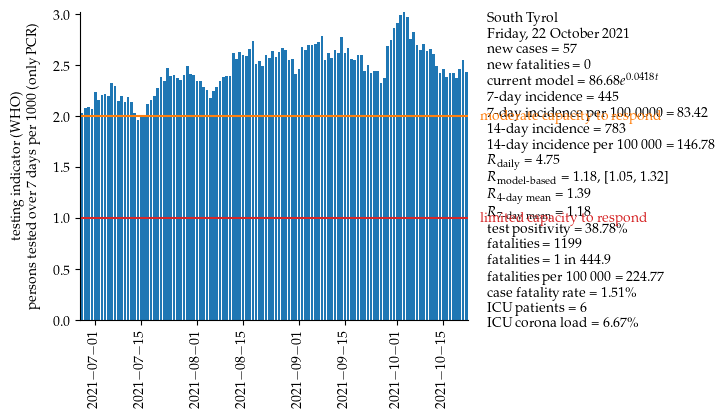 testing indicator (WHO)
persons tested over 7 days per 1000 (only PCR)
3.0
2.5
2.0
1.5
1.0
0.5
0.0
2021−07−01
2021−07−15
2021−08−01
2021−08−15
2021−09−01
2021−09−15
2021−10−01
2021−10−15
South Tyrol
Friday, 22 October 2021
new cases = 57
new fatalities = 0
current model = 86.68e^{0.0418t}
7-day incidence = 445
7-day incidence per 100 0000 = 83.42
moderate capacity to respond
14-day incidence = 783
14-day incidence per 100 000 = 146.78
R_daily = 4.75
R_model-based = 1.18, [1.05, 1.32]
R_4-day mean = 1.39
R_7-day mean = 1.18
limited capacity to respond
test positivity = 38.78%
fatalities = 1199
fatalities = 1 in 444.9
fatalities per 100 000 = 224.77
case fatality rate = 1.51%
ICU patients = 6
ICU corona load = 6.67%